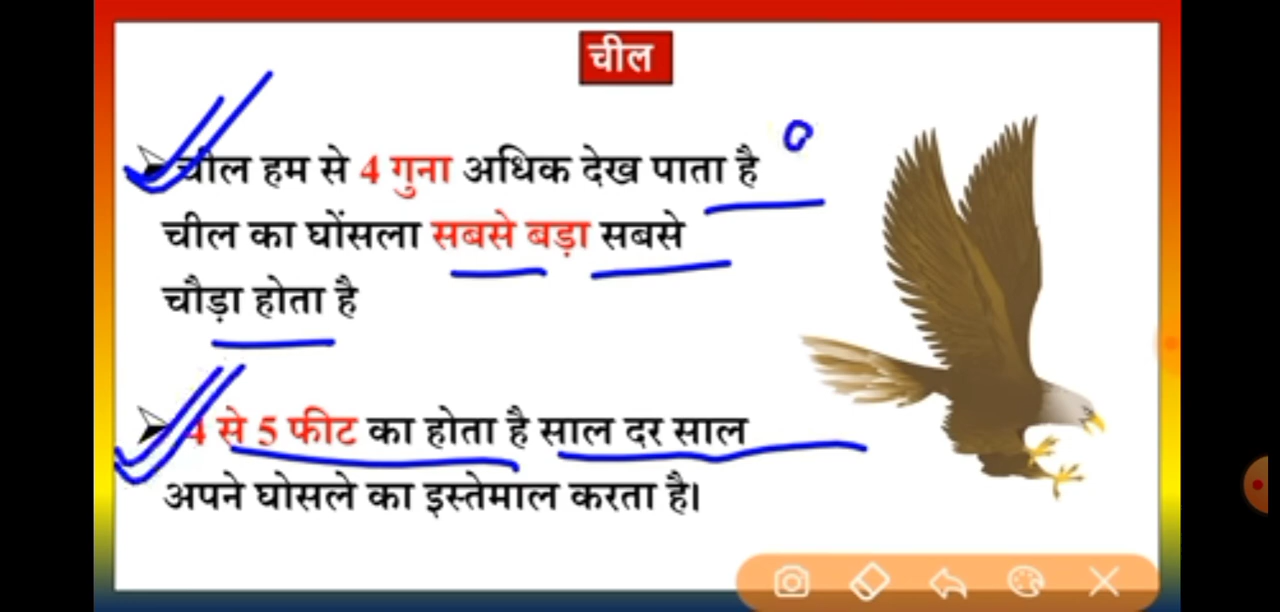 चील
चील हम से 4 गुना अधिक देख पाता है
चील का घोंसला सबसे बड़ा सबसे
चौड़ा होता है
4 से 5 फीट का होता है साल दर साल
अपने घोसले का इस्तेमाल करता है।